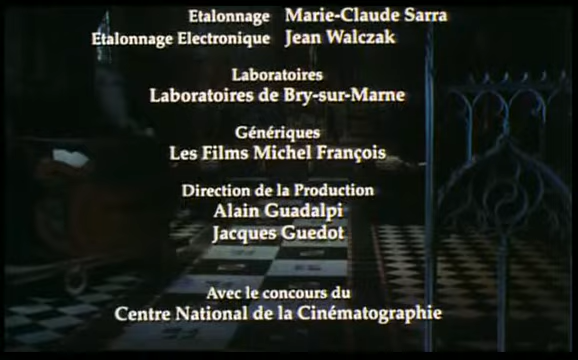 Etalonnage Marie-Claude Sarra
Etalonnage Electronique Jean Walczak
Laboratoires
Laboratoires de Bry-sur-Marne
Génériques
Les Films Michel François
Direction de la Production
Alain Guadalpi
Jacques Guedot
Avec le concours du
Centre National de la Cinématographie